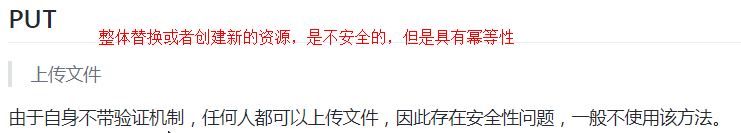 PUT
整体替换或者创建新的资源，是不安全的，但是具有幂等性
上传文件
由于自身不带验证机制，任何人都可以上传文件，因此存在安全性问题，一般不使用该方法。